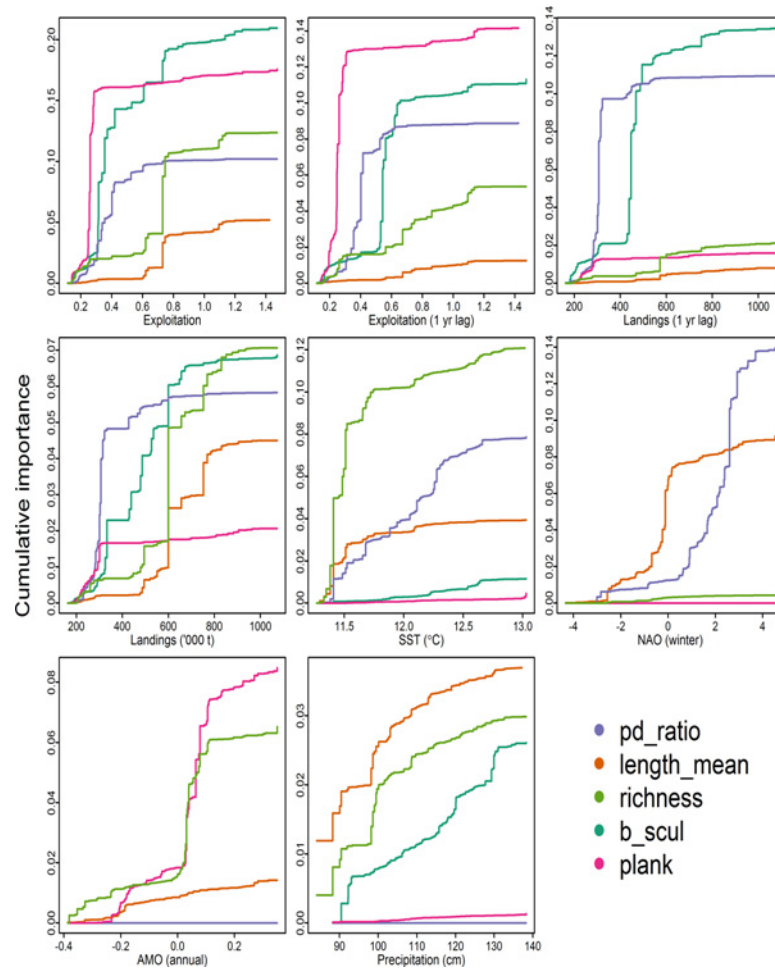 0.00 0.05 0.10 0.15 0.20
0.2 0.4 0.6 0.8 1.0 1.2 1.4
Exploitation
0.00 0.02 0.04 0.06 0.08 0.10 0.12 0.14
0.2 0.4 0.6 0.8 1.0 1.2 1.4
Exploitation (1 yr lag)
0.00 0.02 0.04 0.06 0.08 0.10 0.12 0.14
200 400 600 800 1000
Landings (1 yr lag)
Cumulative importance
0.00 0.01 0.02 0.03 0.04 0.05 0.06 0.07
200 400 600 800 1000
Landings ('000 t)
0.00 0.02 0.04 0.06 0.08 0.10 0.12
11.5 12.0 12.5 13.0
SST (°C)
0.00 0.02 0.04 0.06 0.08 0.10 0.12 0.14
-4 -2 0 2 4
NAO (winter)
0.00 0.02 0.04 0.06 0.08
-0.4 -0.2 0.0 0.2
AMO (annual)
0.00 0.01 0.02 0.03
90 100 110 120 130 140
Precipitation (cm)
pd_ratio
length_mean
richness
b_scul
plank